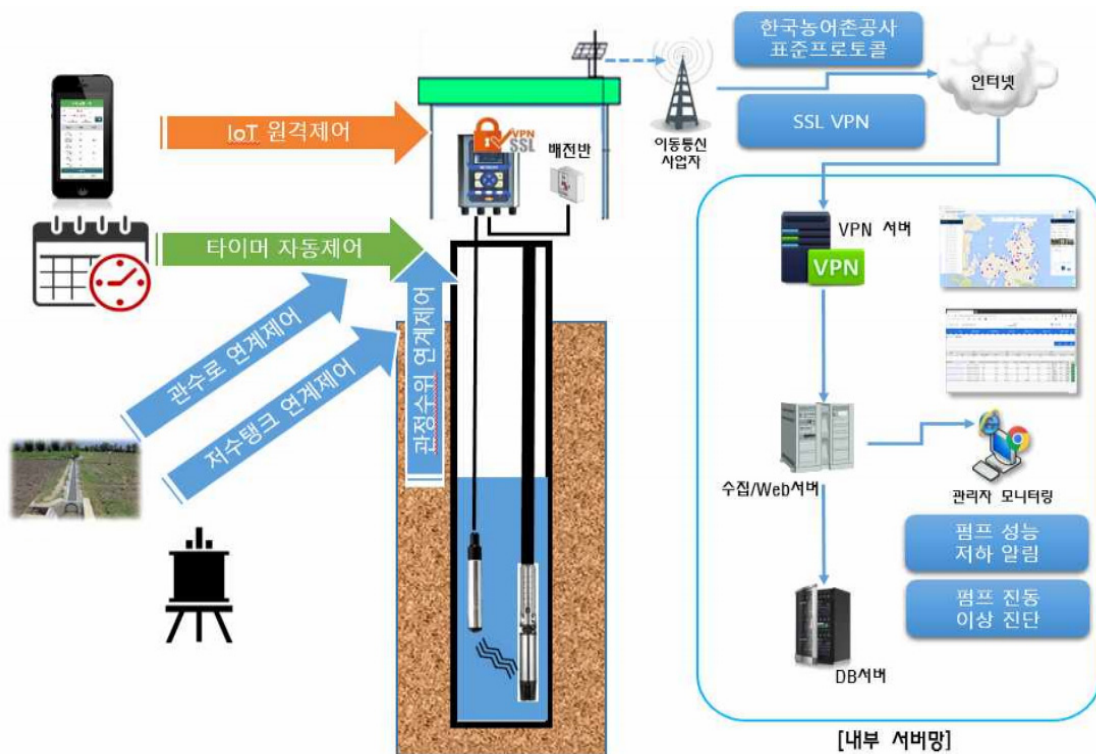 한국농어촌공사
표준프로토콜
인터넷
SSL VPN
이동통신
사업자
IoT 원격제어
VPN
SSL
배전반
타이머 자동제어
관수로 연계제어
저수탱크 연계제어
관정수위 연계제어
VPN 서버
VPN
수집/Web서버
관리자 모니터링
펌프 성능
저하 알림
펌프 진동
이상 진단
DB서버
[내부 서버망]